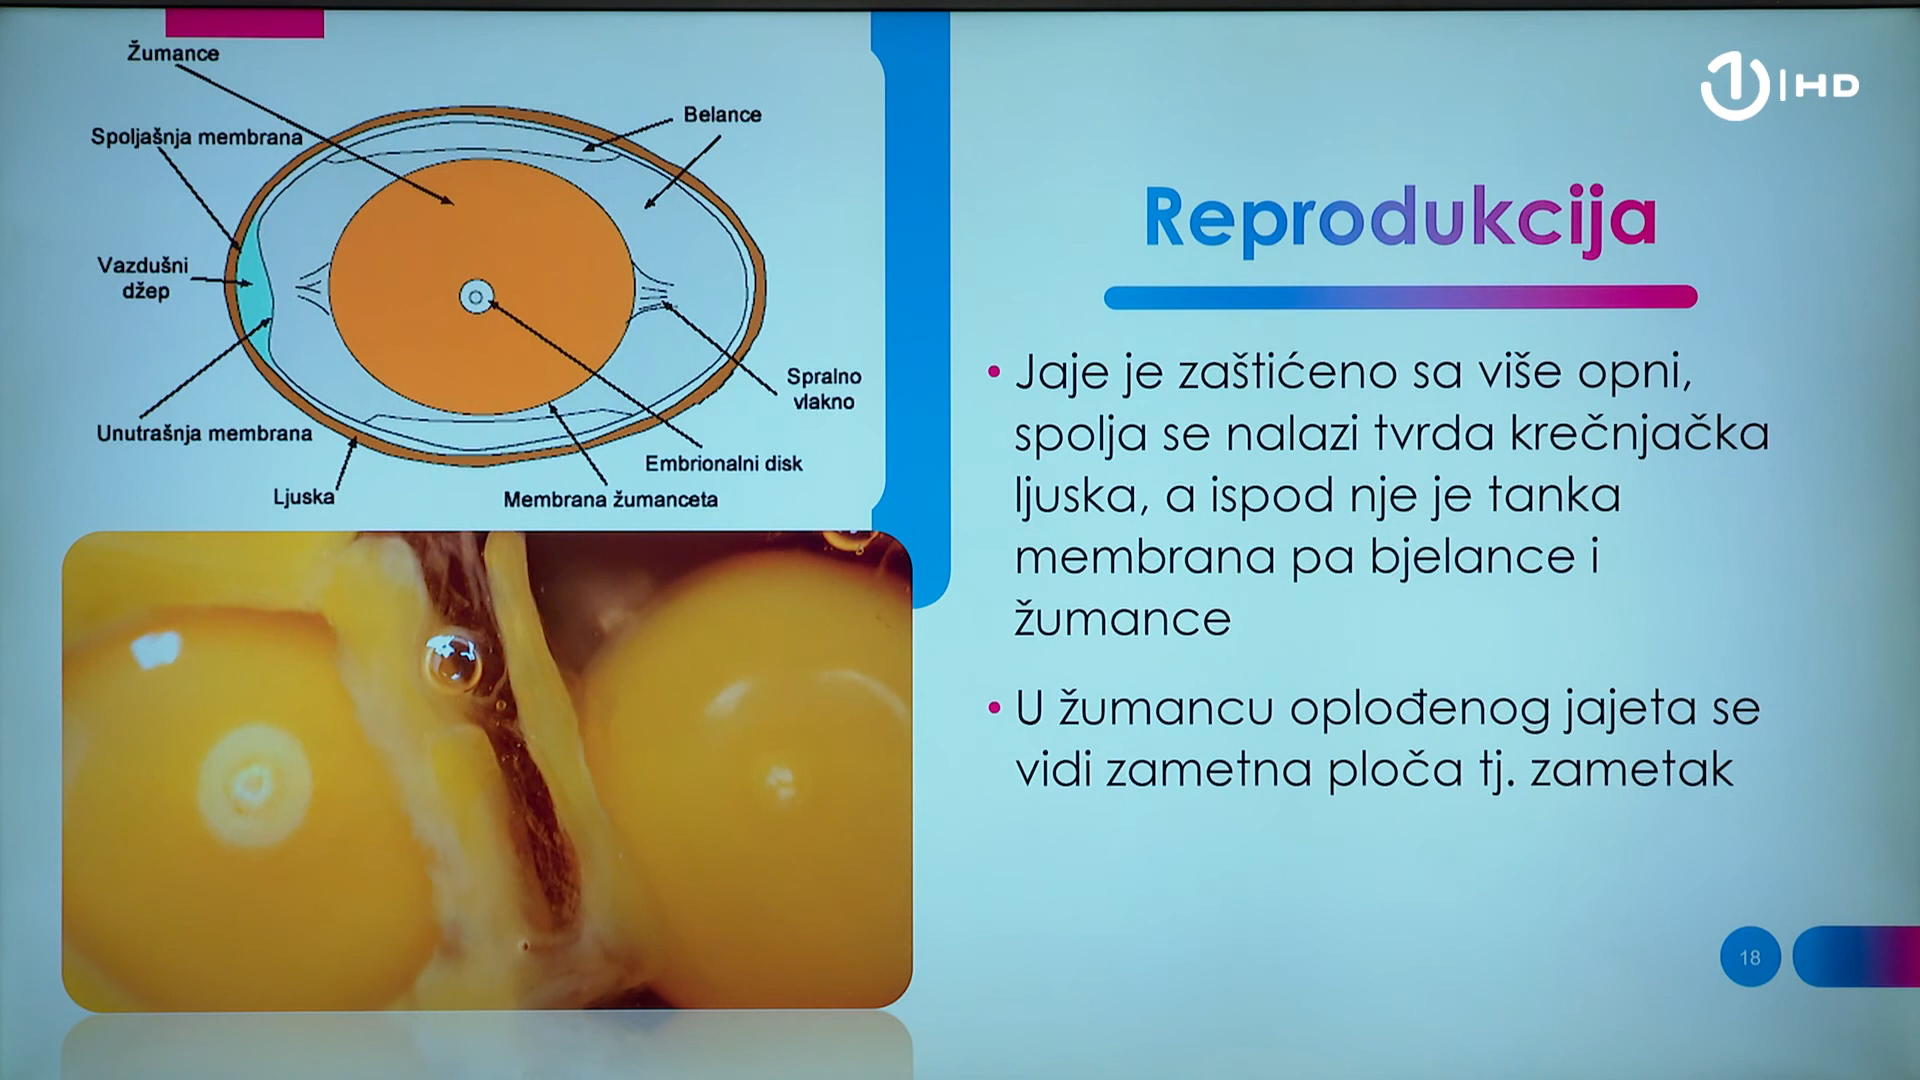 Žumance
Spoljašnja membrana
Belance
Vazdušni
džep
Spralno
vlakno
Unutrašnja membrana
Embrionalni disk
Ljuska
Membrana žumanceta
1 HD
Reprodukcija
• Jaje je zaštićeno sa više opni,
spolja se nalazi tvrda krečnjačka
ljuska, a ispod nje je tanka
membrana pa bjelance i
žumance
• U žumancu oplođenog jajeta se
vidi zametna ploča tj. zametak
18